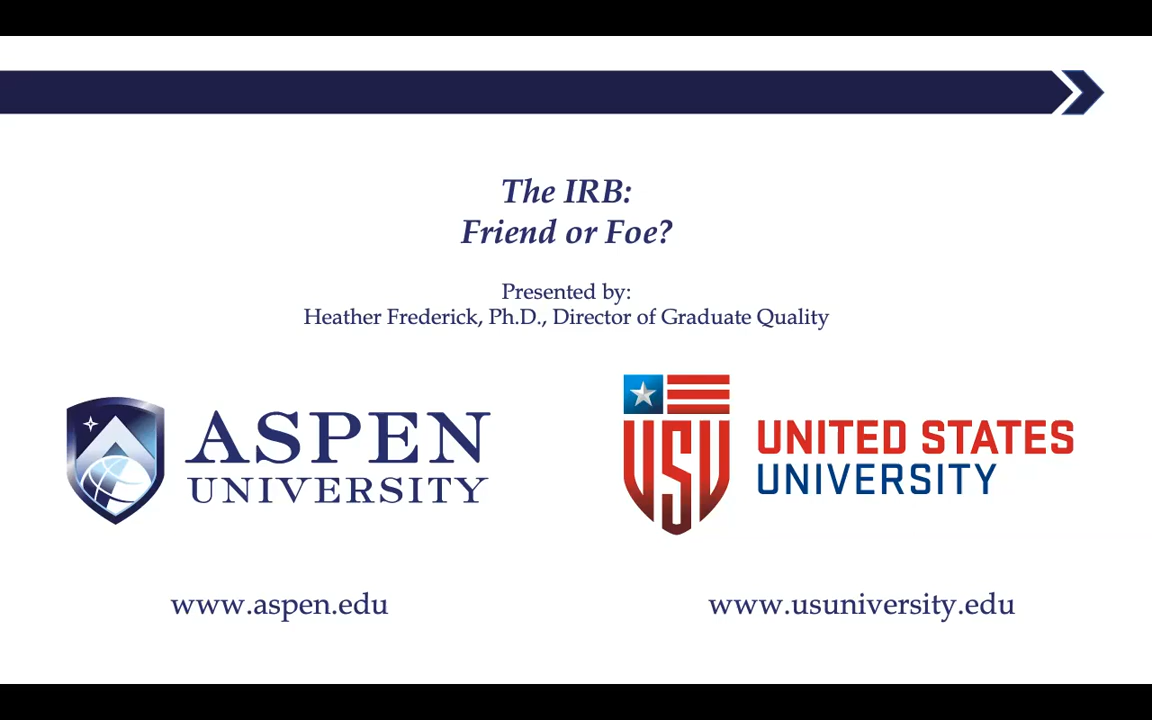 The IRB:
Friend or Foe?
Presented by:
Heather Frederick, Ph.D., Director of Graduate Quality
ASPEN
UNIVERSITY
USU
UNITED STATES
UNIVERSITY
www.aspen.edu
www.usuniversity.edu